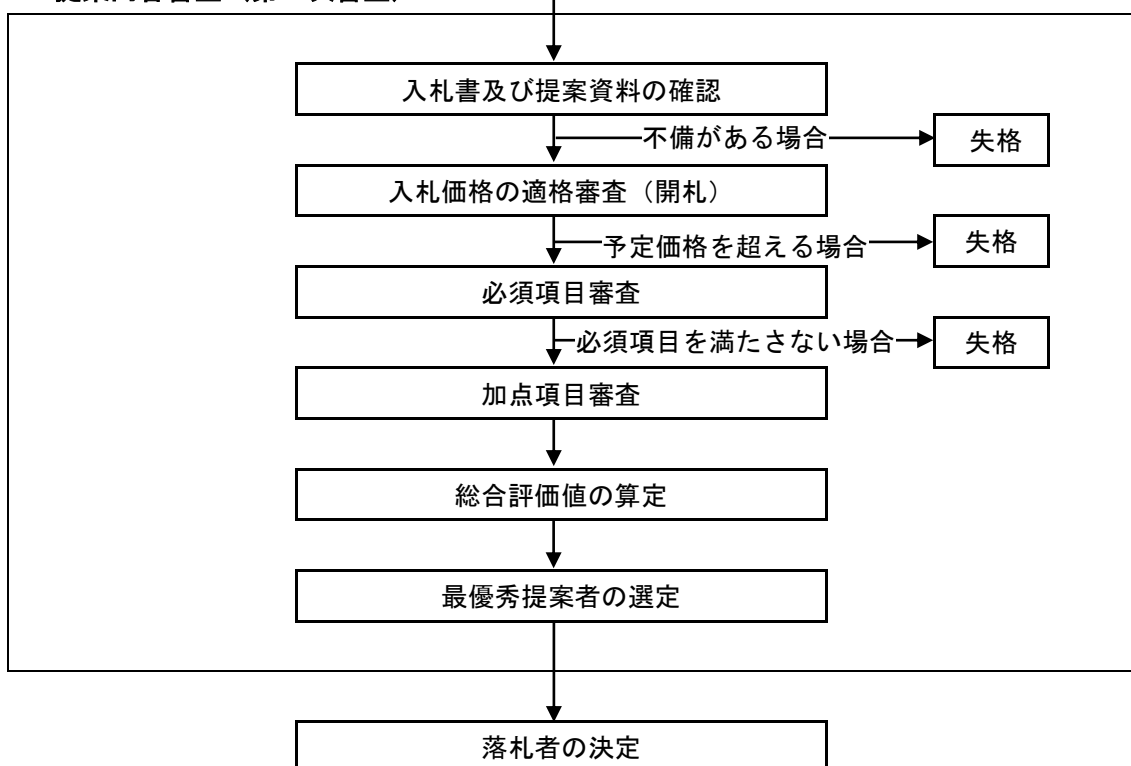 入札書及び提案資料の確認
不備がある場合
失格
入札価格の適格審査（開札）
予定価格を超える場合
失格
必須項目審査
必須項目を満たさない場合
失格
加点項目審査
総合評価値の算定
最優秀提案者の選定
落札者の決定